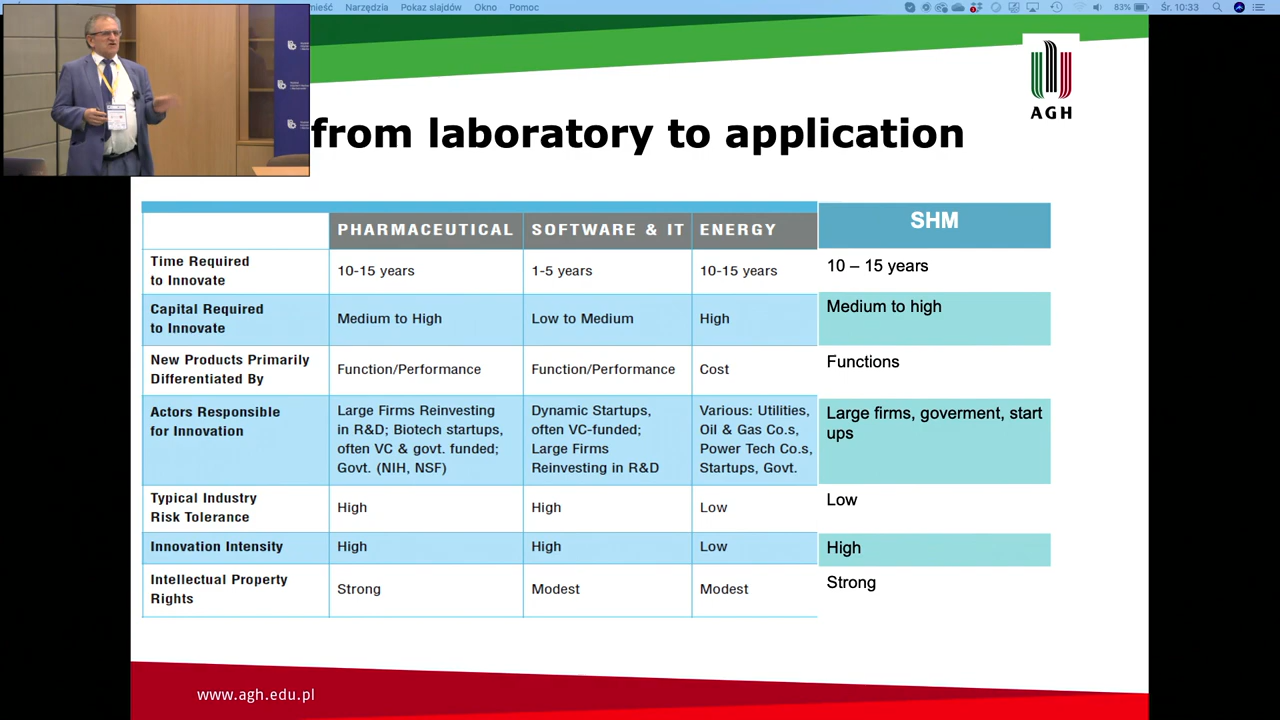 Narzędzia Pokaz slajdów Okno Pomoc 83% Śr. 10:33
AGH
from laboratory to application
PHARMACEUTICAL SOFTWARE & IT ENERGY SHM
Time Required
to Innovate
10-15 years 1-5 years 10-15 years 10 – 15 years
Capital Required
to Innovate
Medium to High Low to Medium High Medium to high
New Products Primarily
Differentiated By
Function/Performance Function/Performance Cost Functions
Actors Responsible
for Innovation
Large Firms Reinvesting
in R&D; Biotech startups,
often VC & govt. funded;
Govt. (NIH, NSF)
Dynamic Startups,
often VC-funded;
Large Firms
Reinvesting in R&D
Various: Utilities,
Oil & Gas Co.s,
Power Tech Co.s,
Startups, Govt.
Large firms, goverment, start
ups
Typical Industry
Risk Tolerance
High High Low Low
Innovation Intensity High High Low High
Intellectual Property
Rights
Strong Modest Modest Strong
www.agh.edu.pl